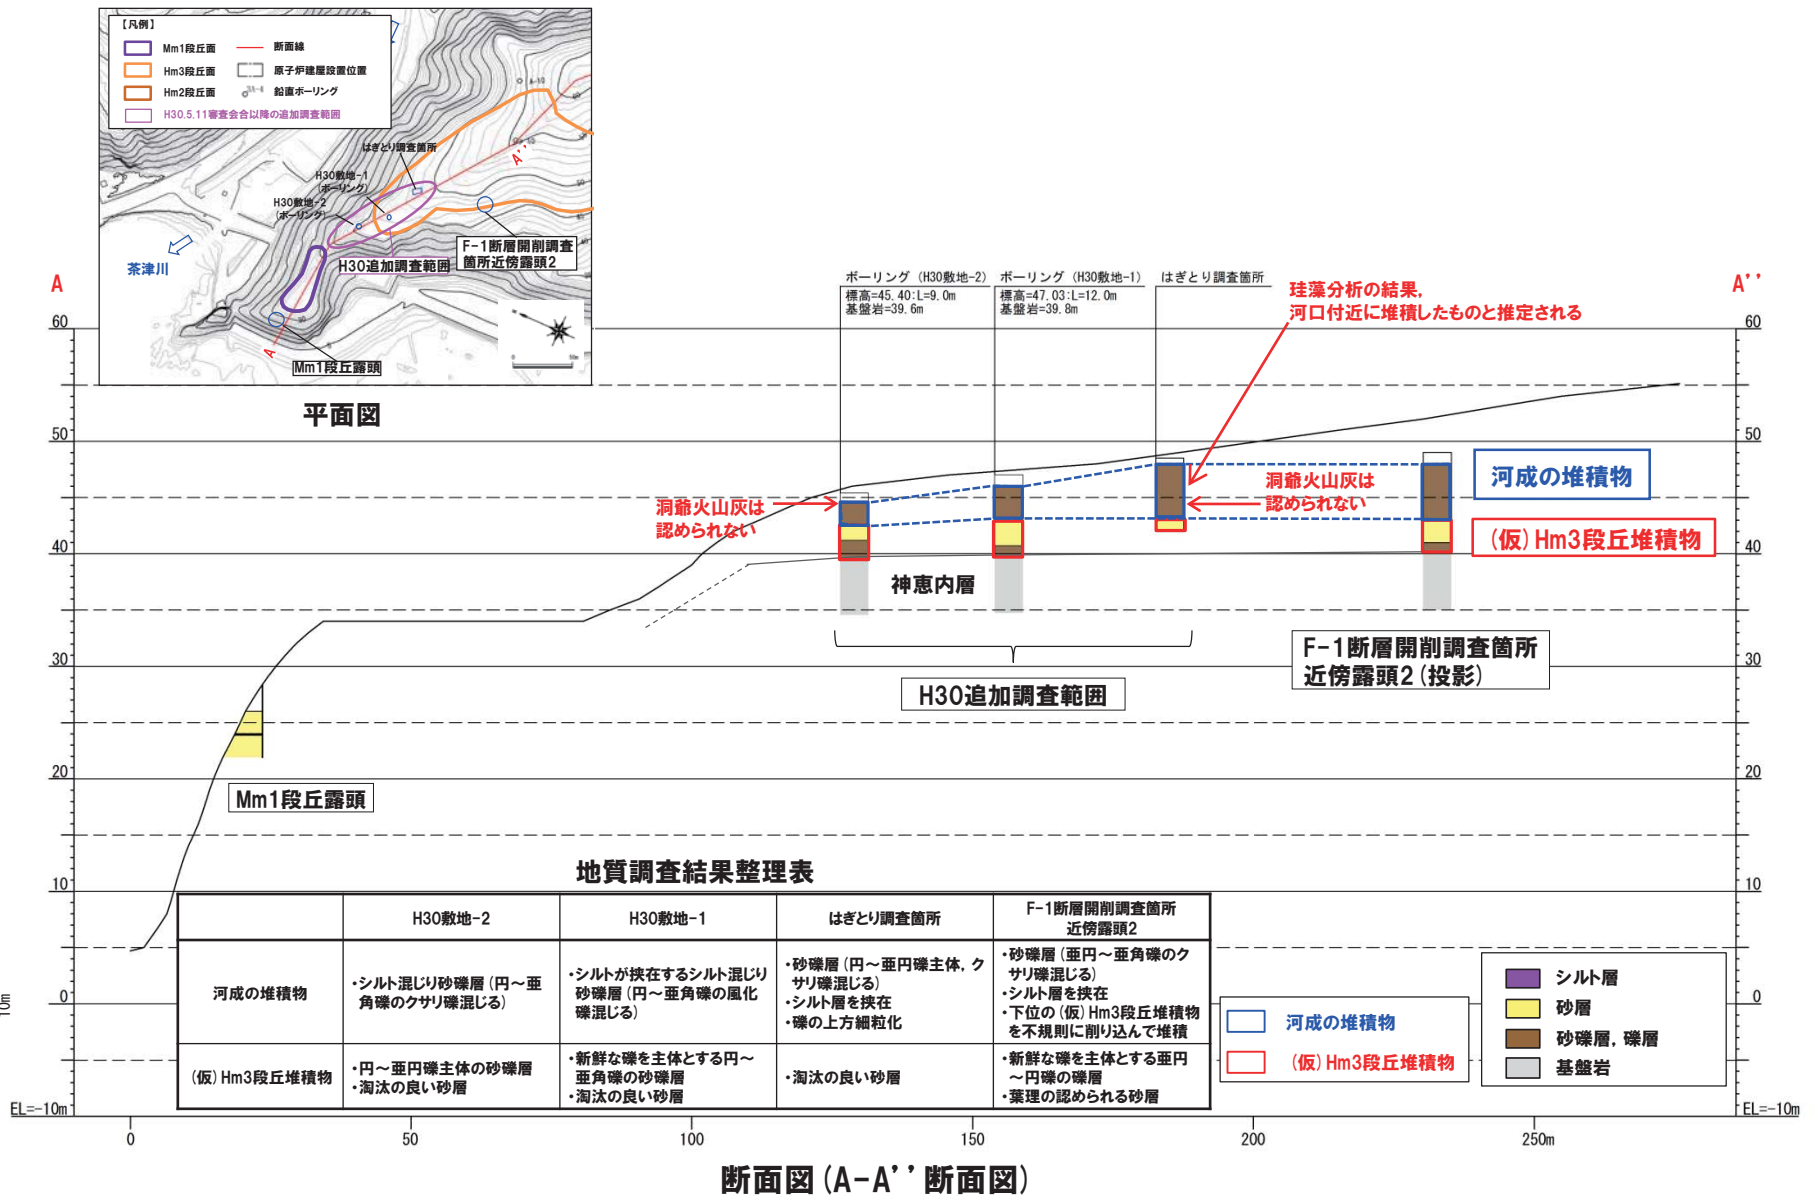 【凡例】
Mm1段丘面
断面線
Hm3段丘面
原子炉建屋設置位置
Hm2段丘面
鉛直ボーリング
H30.5.11審査会合以降の追加調査範囲
はぎとり調査箇所
H30敷地-1
(ボーリング)
H30敷地-2
(ボーリング)
A''
F-1断層開削調査
箇所近傍露頭2
H30追加調査範囲
茶津川
A
Mm1段丘露頭
平面図
A
A''
ボーリング (H30敷地-2)
標高=45.40:L=9.0m
基盤岩=39.6m
ボーリング (H30敷地-1)
標高=47.03:L=12.0m
基盤岩=39.8m
はぎとり調査箇所
珪藻分析の結果,
河口付近に堆積したものと推定される
洞爺火山灰は
認められない
洞爺火山灰は
認められない
河成の堆積物
(仮)Hm3段丘堆積物
神恵内層
H30追加調査範囲
F-1断層開削調査箇所
近傍露頭2(投影)
Mm1段丘露頭
60
50
40
30
20
10
0
EL=-10m
10m
60
50
40
30
20
10
0
EL=-10m
地質調査結果整理表
H30敷地-2
H30敷地-1
はぎとり調査箇所
F-1断層開削調査箇所
近傍露頭2
河成の堆積物
・シルト混じり砂礫層(円~亜
角礫のクサリ礫混じる)
・シルトが挟在するシルト混じり
砂礫層(円~亜角礫の風化
礫混じる)
・砂礫層(円~亜円礫主体, ク
サリ礫混じる)
・シルト層を挟在
・礫の上方細粒化
・砂礫層(亜円~亜角礫のク
サリ礫混じる)
・シルト層を挟在
・下位の(仮)Hm3段丘堆積物
を不規則に削り込んで堆積
(仮)Hm3段丘堆積物
・円~亜円礫主体の砂礫層
・淘汰の良い砂層
・新鮮な礫を主体とする円~
亜角礫の砂礫層
・淘汰の良い砂層
・淘汰の良い砂層
・新鮮な礫を主体とする亜円
~円礫の礫層
・葉理の認められる砂層
河成の堆積物
(仮)Hm3段丘堆積物
シルト層
砂層
砂礫層, 礫層
基盤岩
0
50
100
150
200
250m
断面図(A-A''断面図)